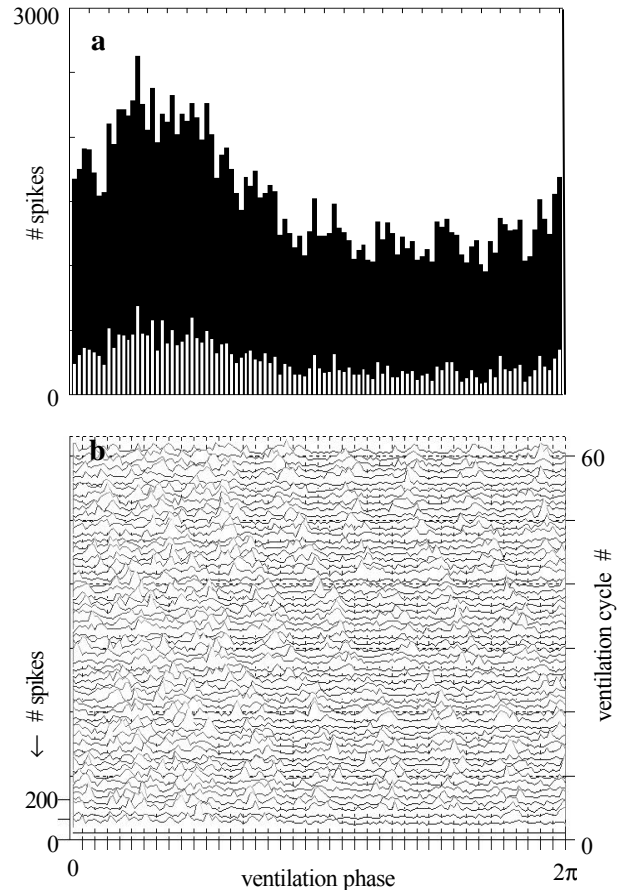 3000
a
# spikes
0
b
60
ventilation cycle #
← # spikes
200
0
0
0
2π
ventilation phase